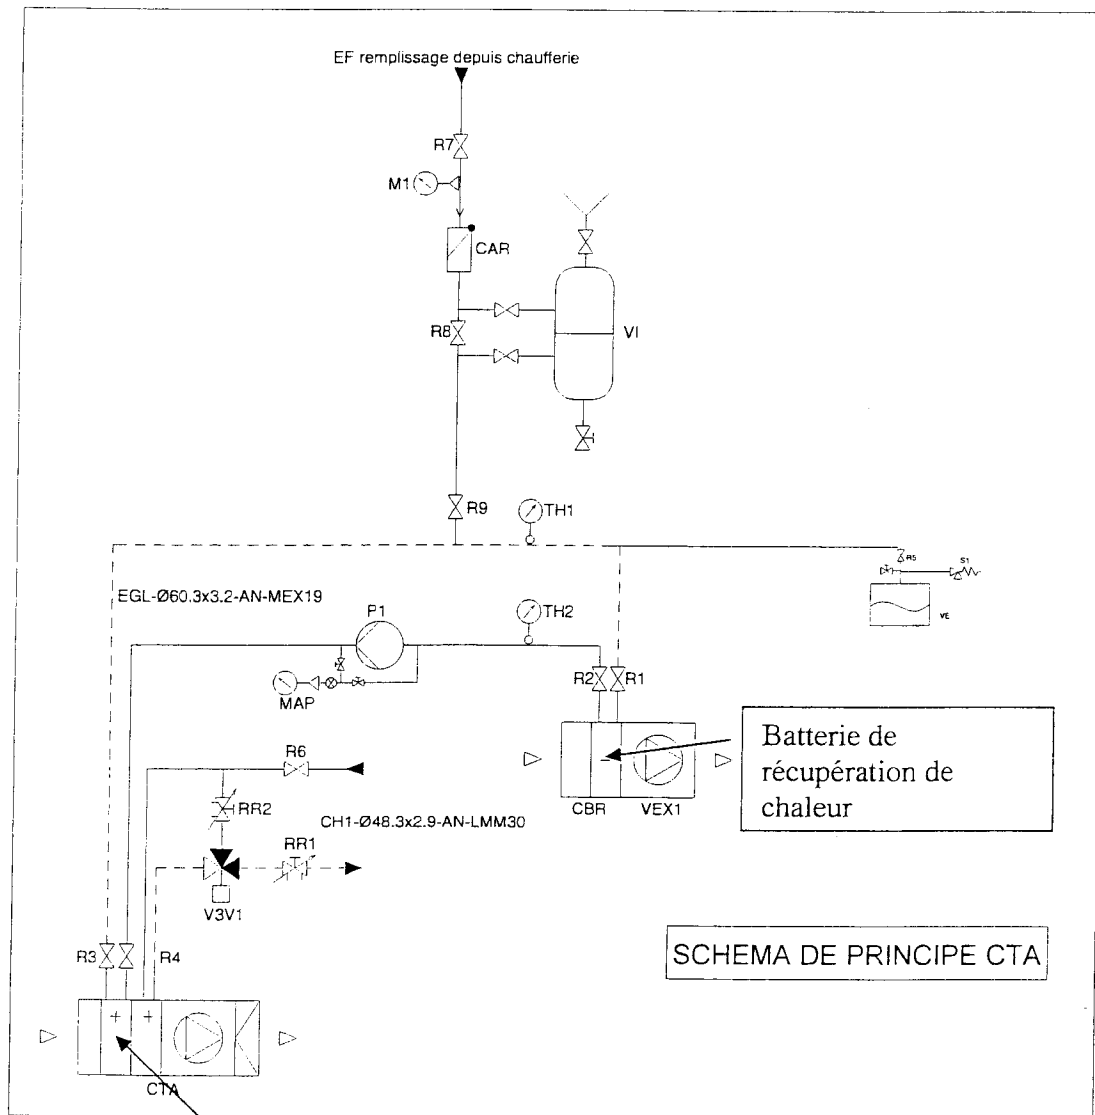 EF remplissage depuis chaufferie
R7
M1
CAR
R8
VI
R9
TH1
R5
S1
EGL-Ø60.3x3.2-AN-MEX19
P1
TH2
VE
MAP
R2
R1
R6
Batterie de
récupération de
chaleur
RR2
CBR
VEX1
CH1-Ø48.3x2.9-AN-LMM30
RR1
V3V1
R3
R4
SCHEMA DE PRINCIPE CTA
CTA